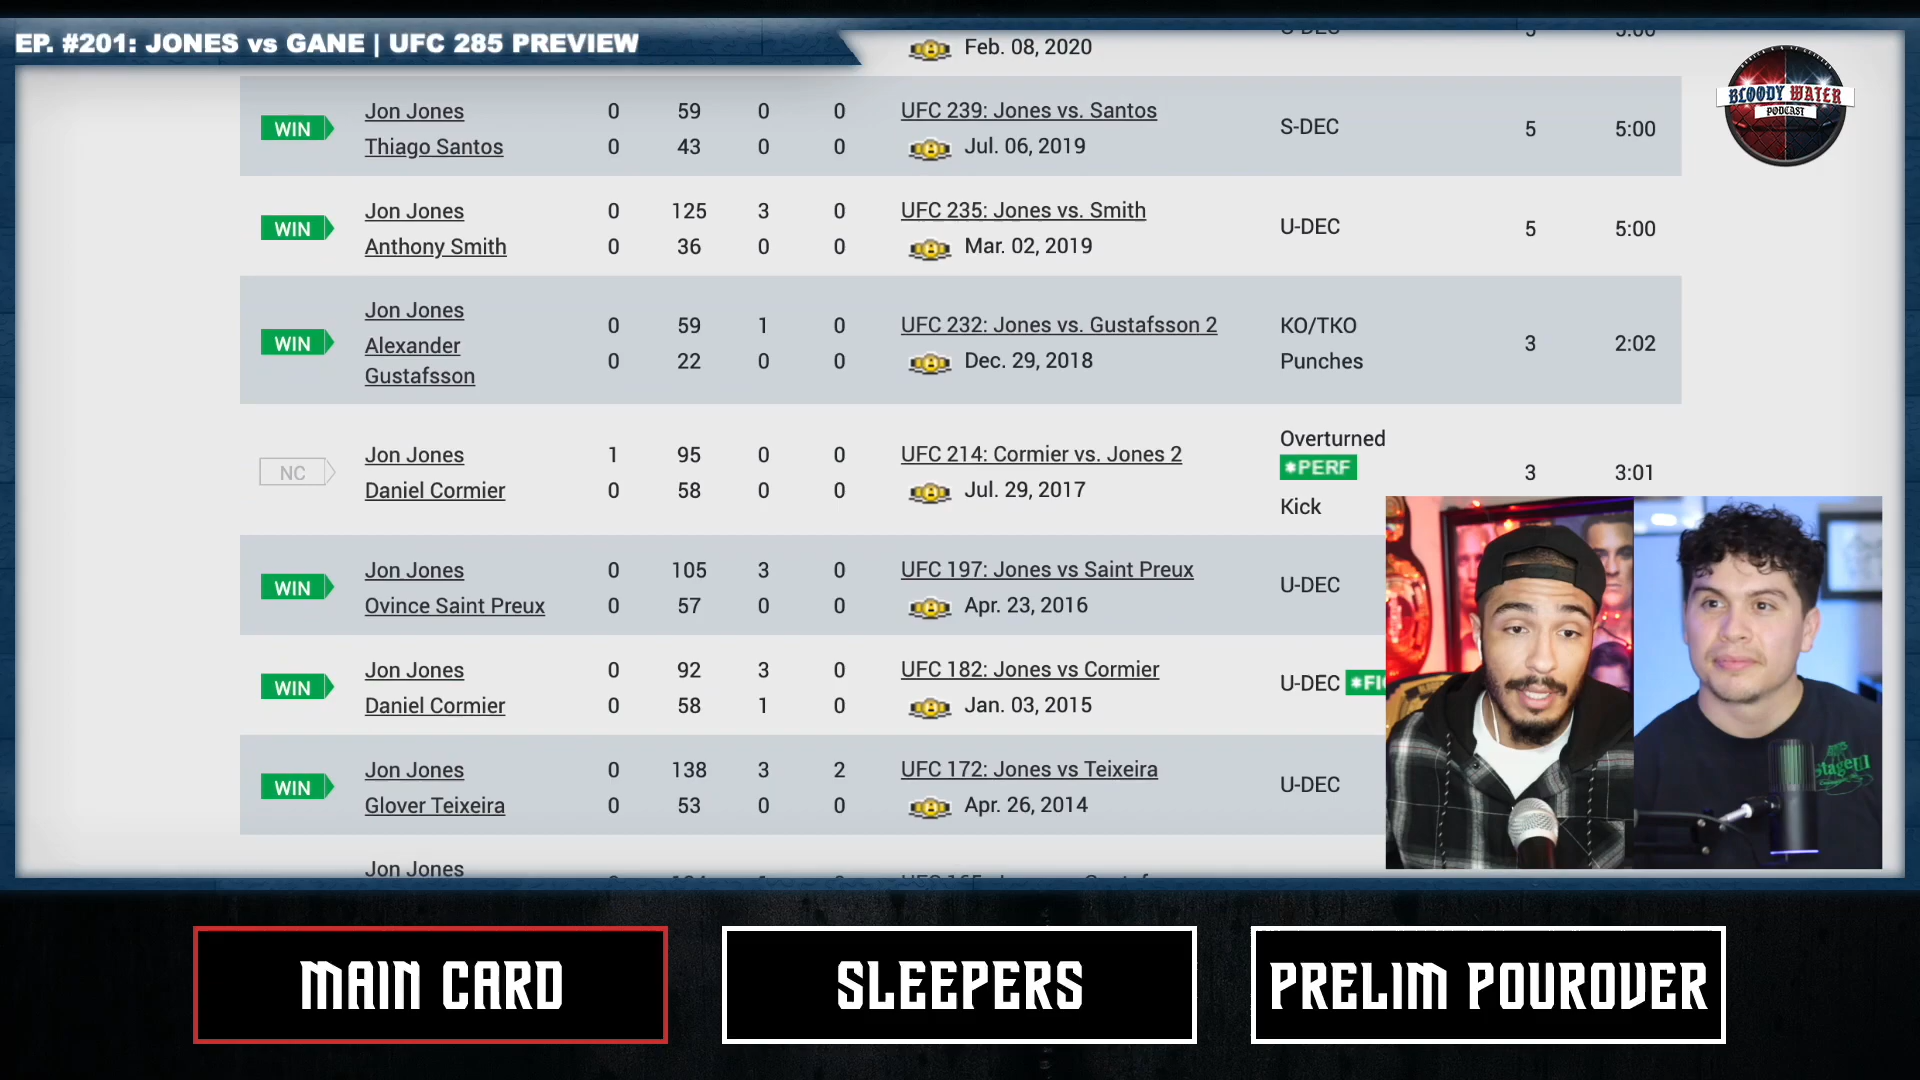 EP. #201: JONES vs GANE | UFC 285 PREVIEW
Feb. 08, 2020
BLOODY WATER
PODCAST
WIN
Jon Jones 0 59 0 0 UFC 239: Jones vs. Santos S-DEC 5 5:00
Thiago Santos 0 43 0 0 Jul. 06, 2019
WIN
Jon Jones 0 125 3 0 UFC 235: Jones vs. Smith U-DEC 5 5:00
Anthony Smith 0 36 0 0 Mar. 02, 2019
WIN
Jon Jones 0 59 1 0 UFC 232: Jones vs. Gustafsson 2 KO/TKO 3 2:02
Alexander
Gustafsson 0 22 0 0 Dec. 29, 2018 Punches
NC
Jon Jones 1 95 0 0 UFC 214: Cormier vs. Jones 2 Overturned 3 3:01
*PERF
Daniel Cormier 0 58 0 0 Jul. 29, 2017 Kick
WIN
Jon Jones 0 105 3 0 UFC 197: Jones vs Saint Preux U-DEC
Ovince Saint Preux 0 57 0 0 Apr. 23, 2016
WIN
Jon Jones 0 92 3 0 UFC 182: Jones vs Cormier U-DEC
Daniel Cormier 0 58 1 0 Jan. 03, 2015
WIN
Jon Jones 0 138 3 2 UFC 172: Jones vs Teixeira U-DEC
Glover Teixeira 0 53 0 0 Apr. 26, 2014
Jon Jones
MAIN CARD
SLEEPERS
PRELIM POUROVER